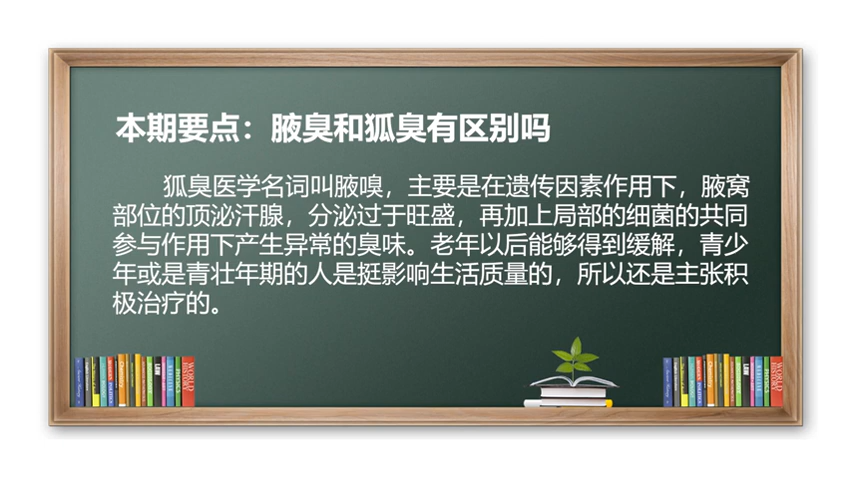 本期要点：腋臭和狐臭有区别吗
狐臭医学名词叫腋嗅，主要是在遗传因素作用下，腋窝
部位的顶泌汗腺，分泌过于旺盛，再加上局部的细菌的共同
参与作用下产生异常的臭味。老年以后能够得到缓解，青少
年或是青壮年期的人是挺影响生活质量的，所以还是主张积
极治疗的。
WORLD HISTORY
WORLD HISTORY